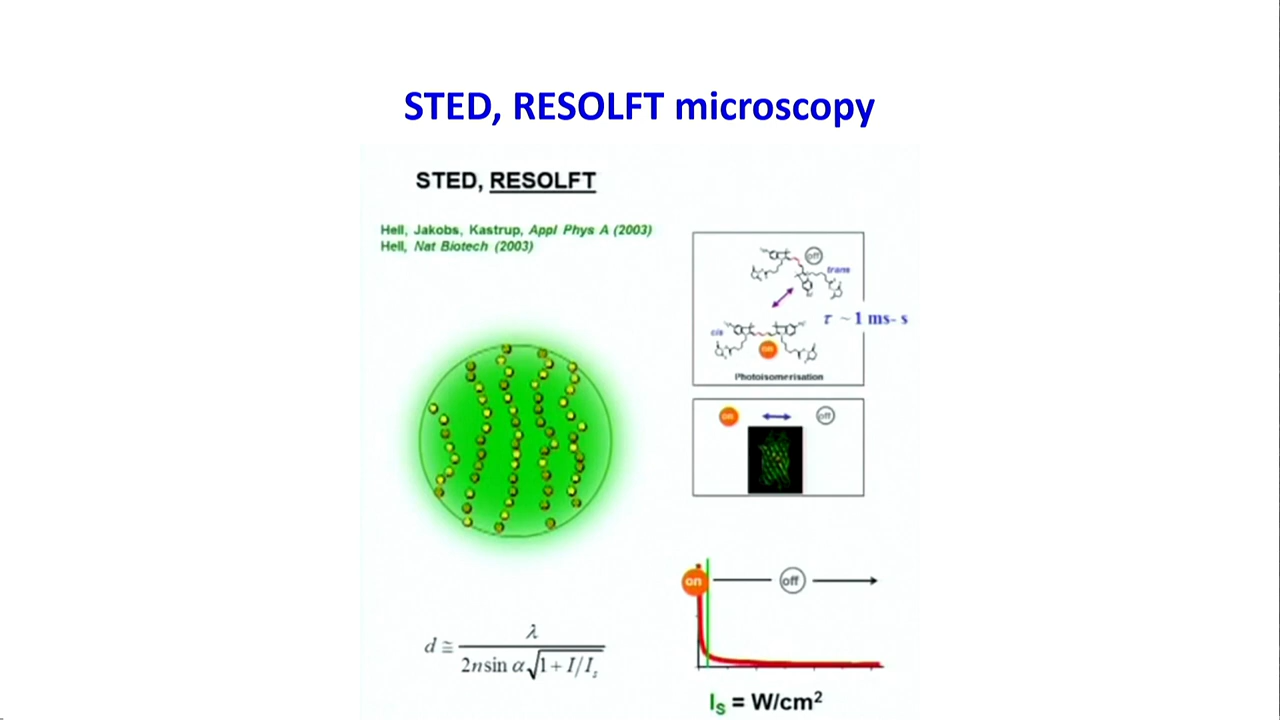 STED, RESOLFT microscopy
STED, RESOLFT
Hell, Jakobs, Kastrup, Appl Phys A (2003)
Hell, Nat Biotech (2003)
off
trans
τ ~ 1 ms- s
cis
on
Photoisomerisation
on
off
on
off
d ≅ λ / 2n sin α √1 + I/Is
Is = W/cm²